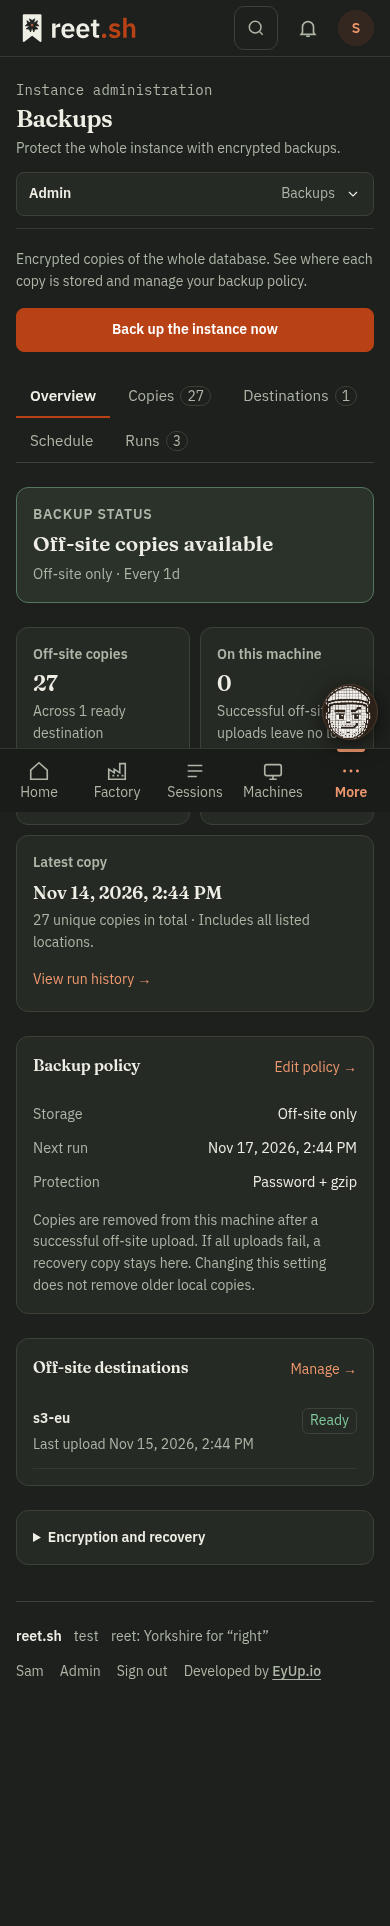 reet.sh
S
Instance administration
Backups
Protect the whole instance with encrypted backups.
Admin Backups
Encrypted copies of the whole database. See where each
copy is stored and manage your backup policy.
Back up the instance now
Overview Copies 27 Destinations 1
Schedule Runs 3
BACKUP STATUS
Off-site copies available
Off-site only · Every 1d
Off-site copies
27
Across 1 ready
destination
On this machine
0
Successful
uploads leave no
Home Factory Sessions Machines More
Latest copy
Nov 14, 2026, 2:44 PM
27 unique copies in total · Includes all listed
locations.
View run history →
Backup policy Edit policy →
Storage Off-site only
Next run Nov 17, 2026, 2:44 PM
Protection Password + gzip
Copies are removed from this machine after a
successful off-site upload. If all uploads fail, a
recovery copy stays here. Changing this setting
does not remove older local copies.
Off-site destinations Manage →
s3-eu Ready
Last upload Nov 15, 2026, 2:44 PM
Encryption and recovery
reet.sh test reet: Yorkshire for “right”
Sam Admin Sign out Developed by EyUp.io